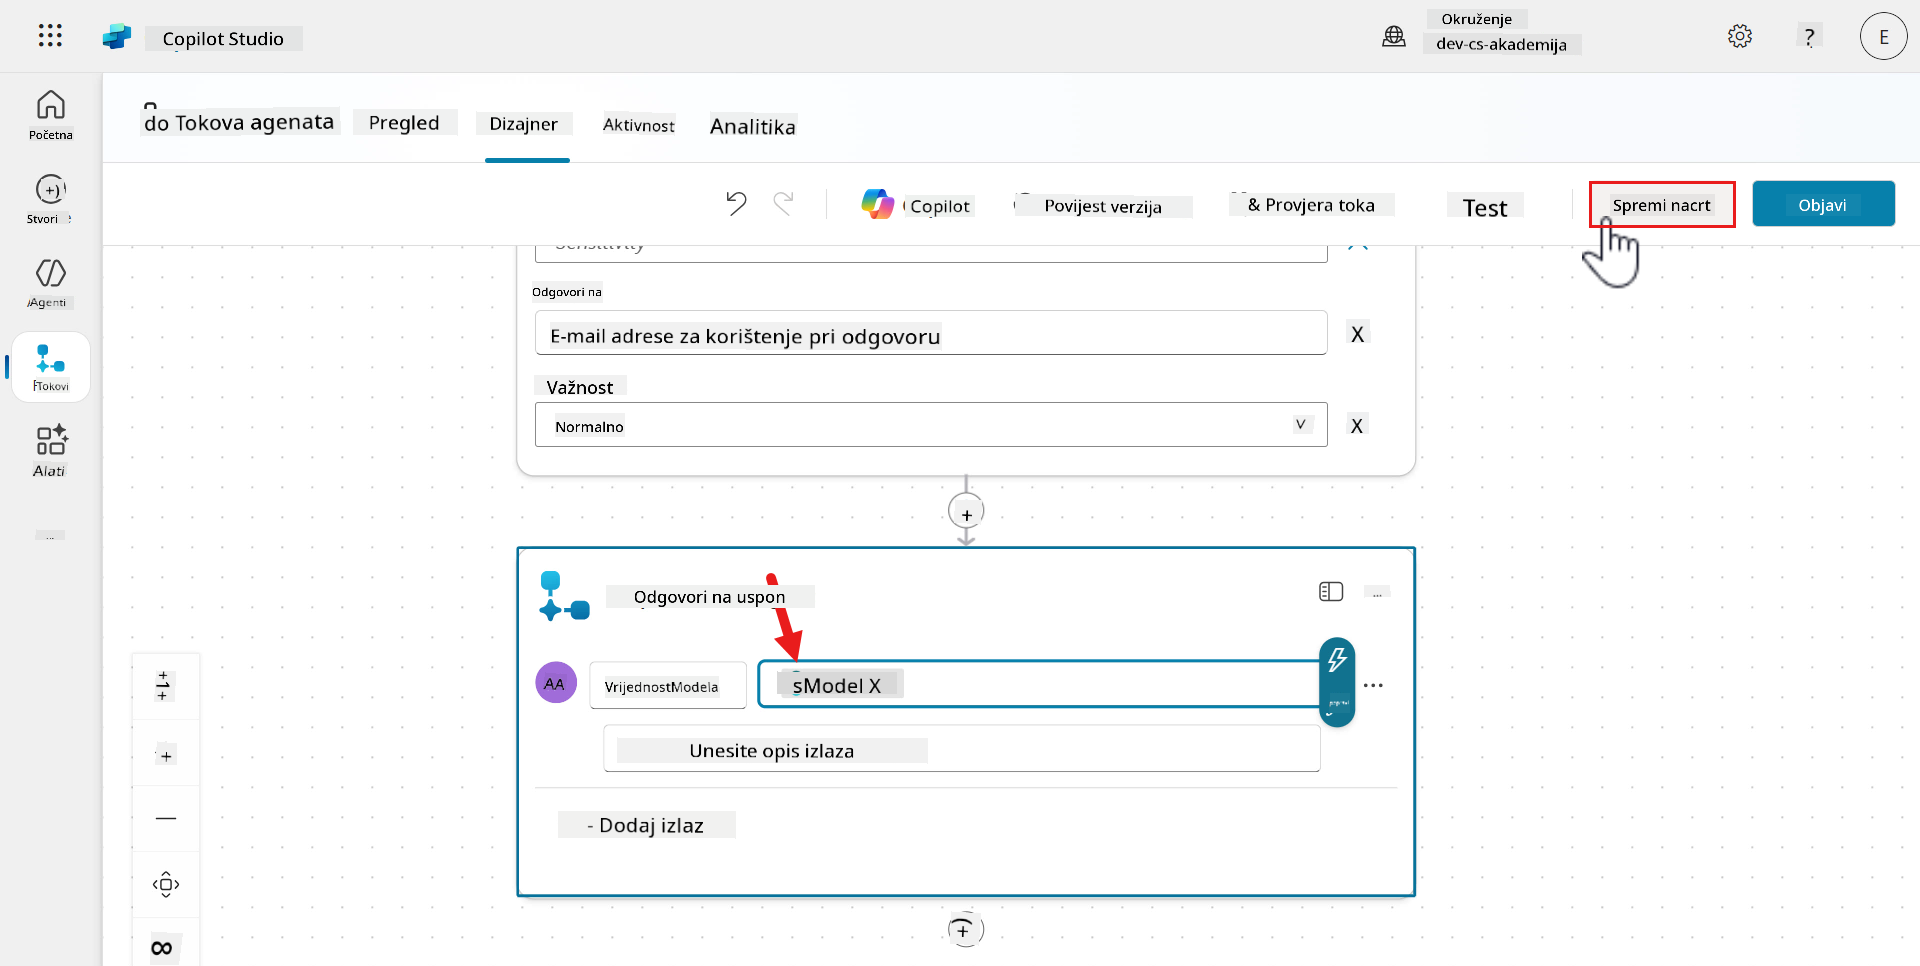 Copilot Studio
Okruženje
dev-cs-akademija
?
E
Početna
Stvori
Agenti
Tokovi
Alati
...
do Tokova agenata
Pregled
Dizajner
Aktivnost
Analitika
Copilot
Povijest verzija
& Provjera toka
Test
Spremi nacrt
Objavi
Sensitivity
Odgovori na
E-mail adrese za korištenje pri odgovoru
X
Važnost
Normalno
V
X
+
Odgovori na uspon
...
AA
VrijednostModela
sModel X
...
Unesite opis izlaza
- Dodaj izlaz
+